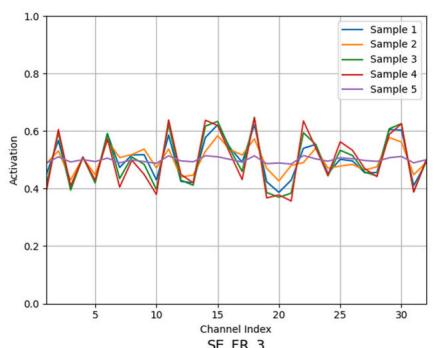 1.0
0.8
0.6
0.4
0.2
0.0
Activation
Sample 1
Sample 2
Sample 3
Sample 4
Sample 5
5 10 15 20 25 30
Channel Index
SE_ER_3